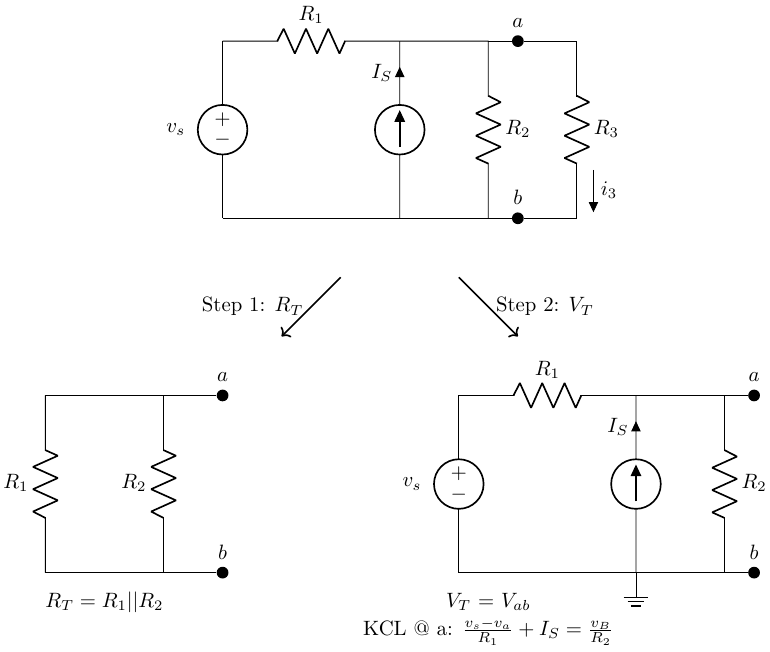 $R_1$
$a$
$I_S$
$v_s$
+
−
$R_2$
$R_3$
$b$
$i_3$
Step 1: $R_T$
Step 2: $V_T$
$a$
$R_1$
$R_2$
$b$
$R_T = R_1||R_2$
$R_1$
$a$
$I_S$
$v_s$
+
−
$R_2$
$b$
$V_T = V_{ab}$
KCL @ a: $\frac{v_s - v_a}{R_1} + I_S = \frac{v_B}{R_2}$